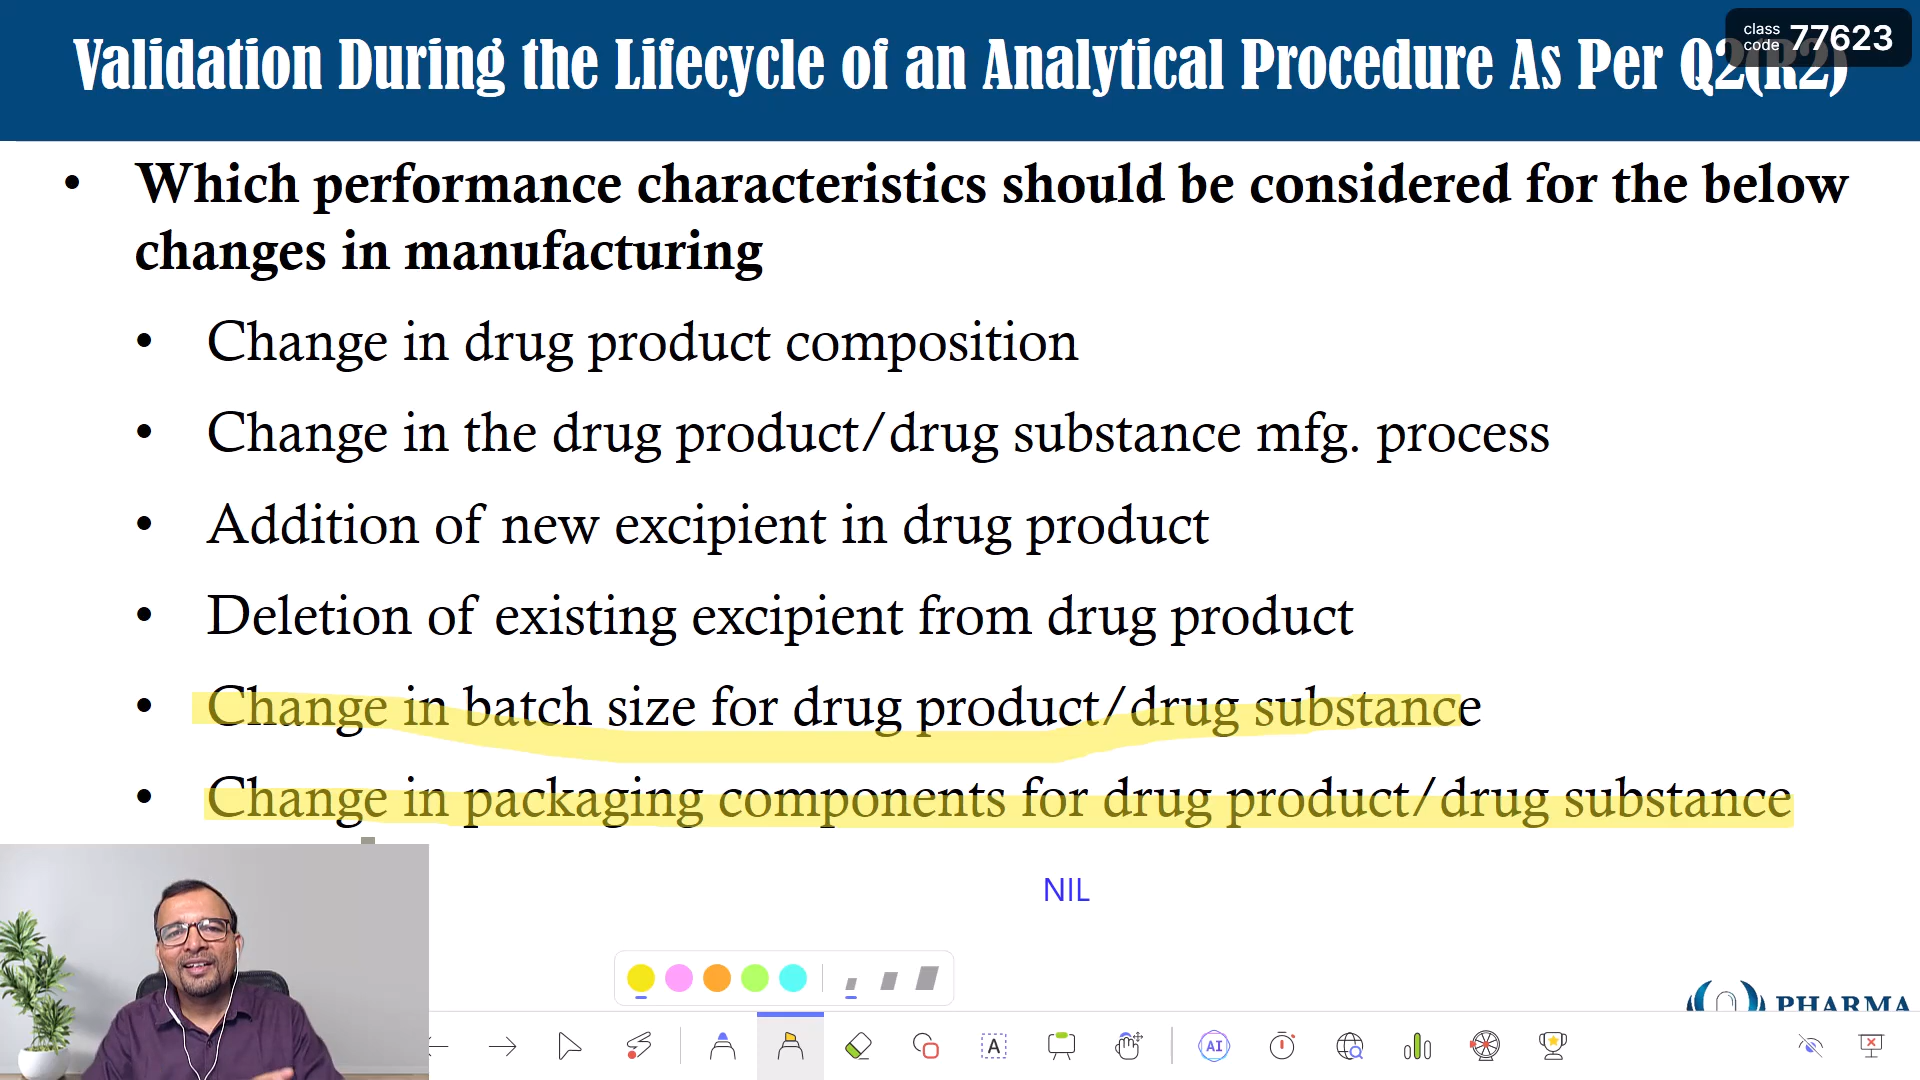 Validation During the Lifecycle of an Analytical Procedure As Per Q2(R2)
class
code 77623
• Which performance characteristics should be considered for the below
changes in manufacturing
• Change in drug product composition
• Change in the drug product/drug substance mfg. process
• Addition of new excipient in drug product
• Deletion of existing excipient from drug product
• Change in batch size for drug product/drug substance
• Change in packaging components for drug product/drug substance
NIL
PHARMA
A
AI